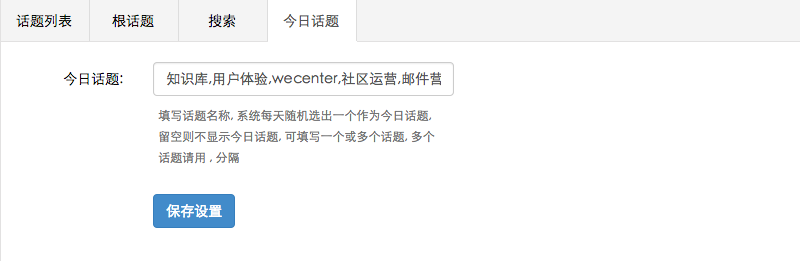 话题列表 根话题 搜索 今日话题
今日话题: 知识库,用户体验,wecenter,社区运营,邮件营
填写话题名称, 系统每天随机选出一个作为今日话题,
留空则不显示今日话题, 可填写一个或多个话题, 多个
话题请用 , 分隔
保存设置